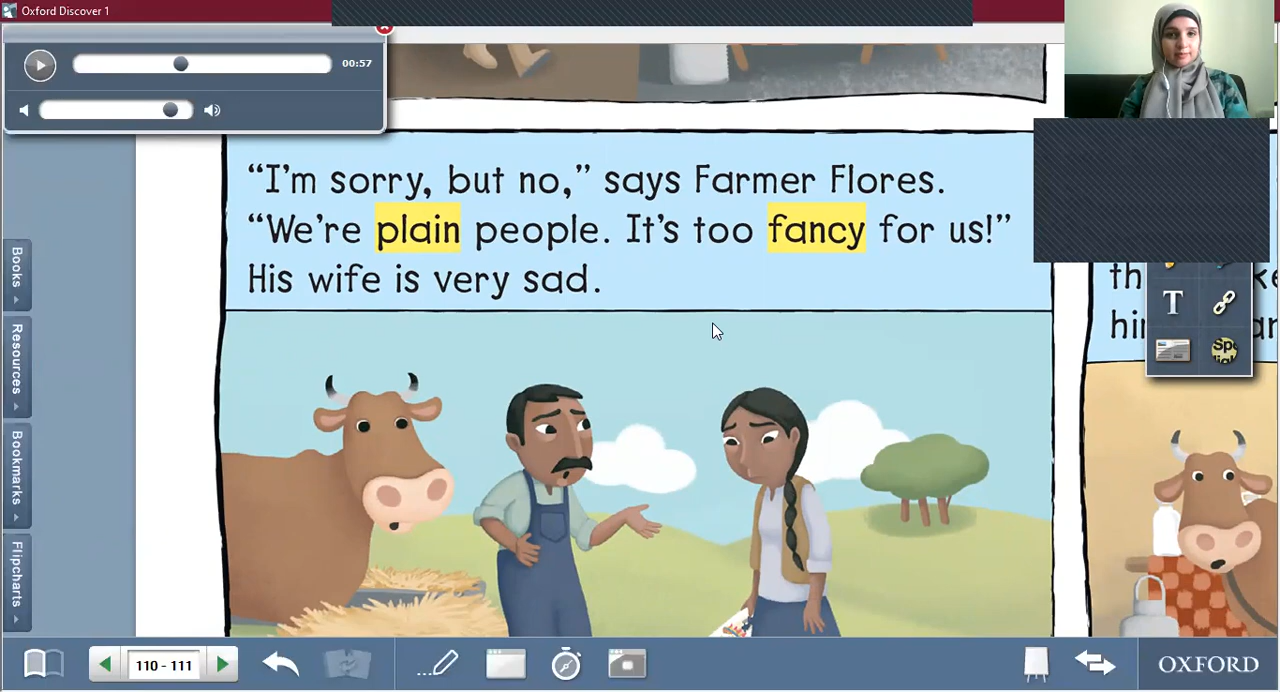 Oxford Discover 1
00:57
"I'm sorry, but no," says Farmer Flores.
"We're plain people. It's too fancy for us!"
His wife is very sad.
T
Books
Resources
Bookmarks
Flipcharts
110 - 111
OXFORD